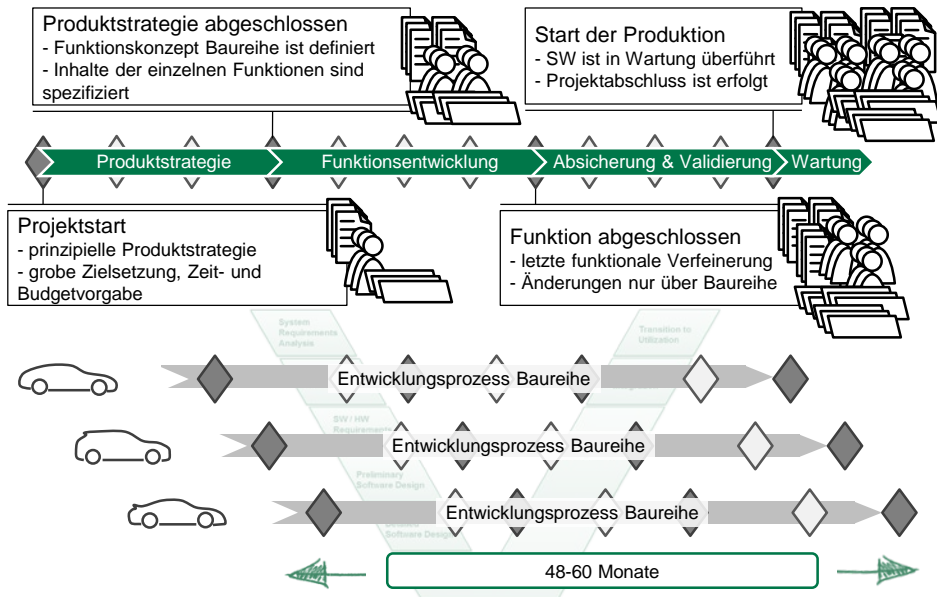 Produktstrategie abgeschlossen
- Funktionskonzept Baureihe ist definiert
- Inhalte der einzelnen Funktionen sind
spezifiziert
Start der Produktion
- SW ist in Wartung überführt
- Projektabschluss ist erfolgt
Produktstrategie
Funktionsentwicklung
Absicherung & Validierung
Wartung
Projektstart
- prinzipielle Produktstrategie
- grobe Zielsetzung, Zeit- und
Budgetvorgabe
Funktion abgeschlossen
- letzte funktionale Verfeinerung
- Änderungen nur über Baureihe
System
Requirements
Analysis
Transition to
Utilization
Entwicklungsprozess Baureihe
SW / HW
Requirements
Entwicklungsprozess Baureihe
Preliminary
Software Design
Entwicklungsprozess Baureihe
Software Design
48-60 Monate